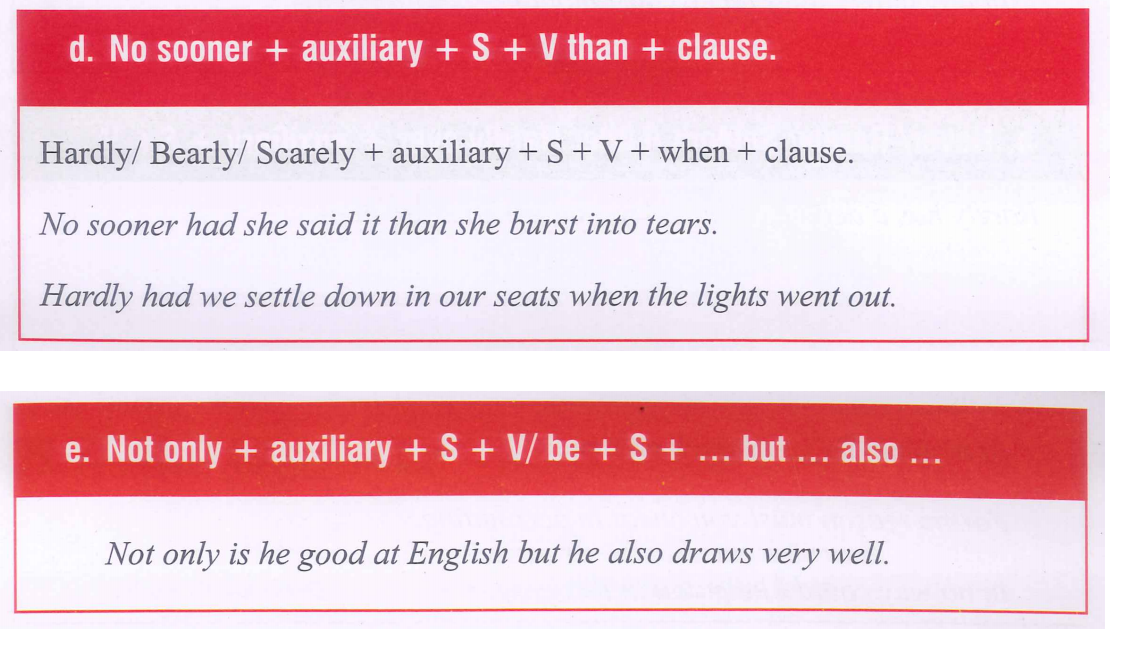 d. No sooner + auxiliary + S + V than + clause.
Hardly/ Bearly/ Scarely + auxiliary + S + V + when + clause.
No sooner had she said it than she burst into tears.
Hardly had we settle down in our seats when the lights went out.
e. Not only + auxiliary + S + V/ be + S + ... but ... also ...
Not only is he good at English but he also draws very well.